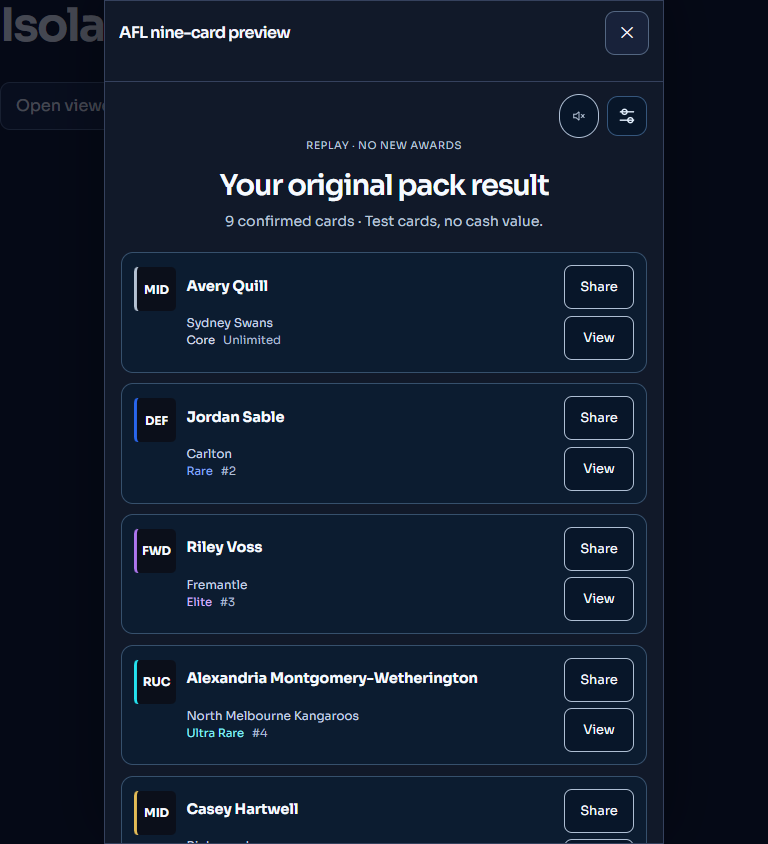 Isola
AFL nine-card preview
Open viewe
REPLAY · NO NEW AWARDS
Your original pack result
9 confirmed cards · Test cards, no cash value.
MID
Avery Quill
Share
Sydney Swans
Core Unlimited
View
DEF
Jordan Sable
Share
Carlton
Rare #2
View
FWD
Riley Voss
Share
Fremantle
Elite #3
View
RUC
Alexandria Montgomery-Wetherington
Share
North Melbourne Kangaroos
Ultra Rare #4
View
MID
Casey Hartwell
Share